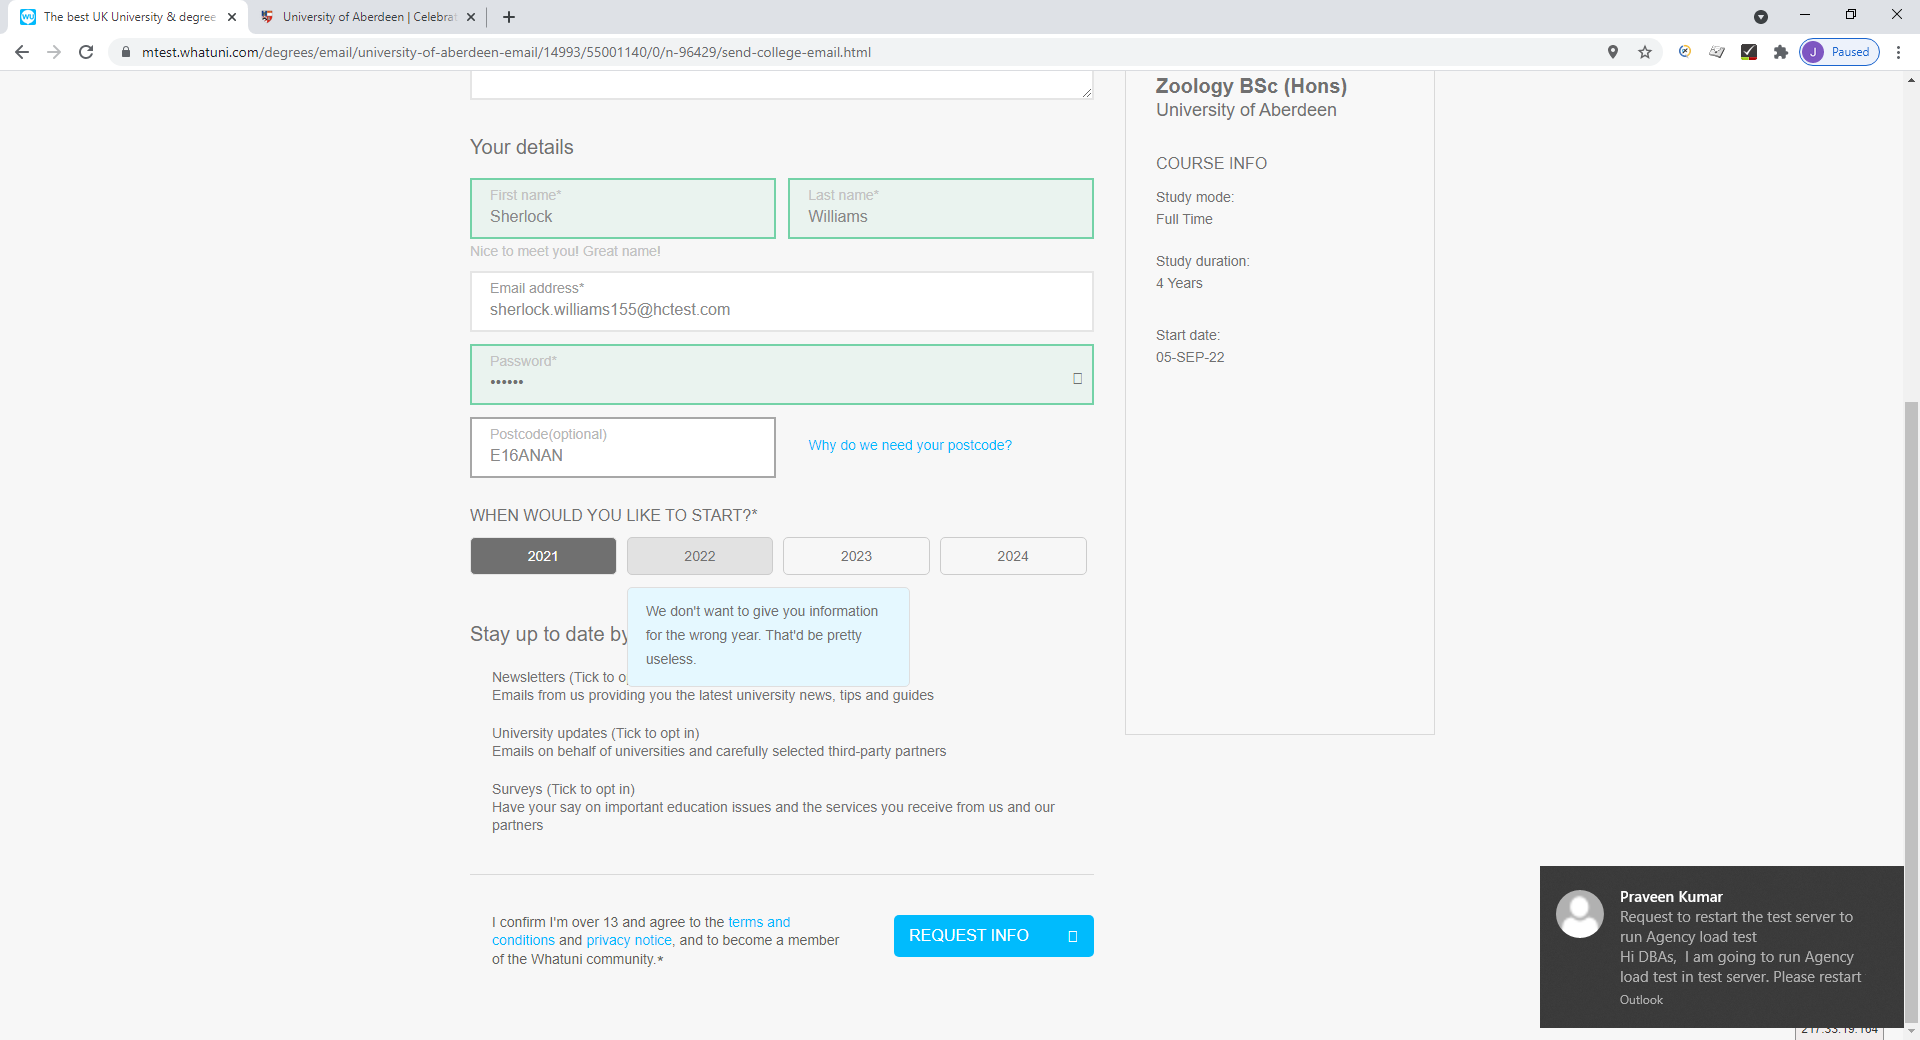 The best UK University & degree
University of Aberdeen | Celebrat
mtest.whatuni.com/degrees/email/university-of-aberdeen-email/14993/55001140/0/n-96429/send-college-email.html
J Paused
Zoology BSc (Hons)
University of Aberdeen
COURSE INFO
Study mode:
Full Time
Study duration:
4 Years
Start date:
05-SEP-22
Your details
First name*
Sherlock
Last name*
Williams
Nice to meet you! Great name!
Email address*
sherlock.williams155@hctest.com
Password*
••••••
Postcode(optional)
E16ANAN
Why do we need your postcode?
WHEN WOULD YOU LIKE TO START?*
2021 2022 2023 2024
We don't want to give you information
for the wrong year. That'd be pretty
useless.
Stay up to date by
Newsletters (Tick to o
Emails from us providing you the latest university news, tips and guides
University updates (Tick to opt in)
Emails on behalf of universities and carefully selected third-party partners
Surveys (Tick to opt in)
Have your say on important education issues and the services you receive from us and our
partners
I confirm I'm over 13 and agree to the terms and
conditions and privacy notice, and to become a member
of the Whatuni community.*
REQUEST INFO
Praveen Kumar
Request to restart the test server to
run Agency load test
Hi DBAs, I am going to run Agency
load test in test server. Please restart
Outlook
217.33.19.164